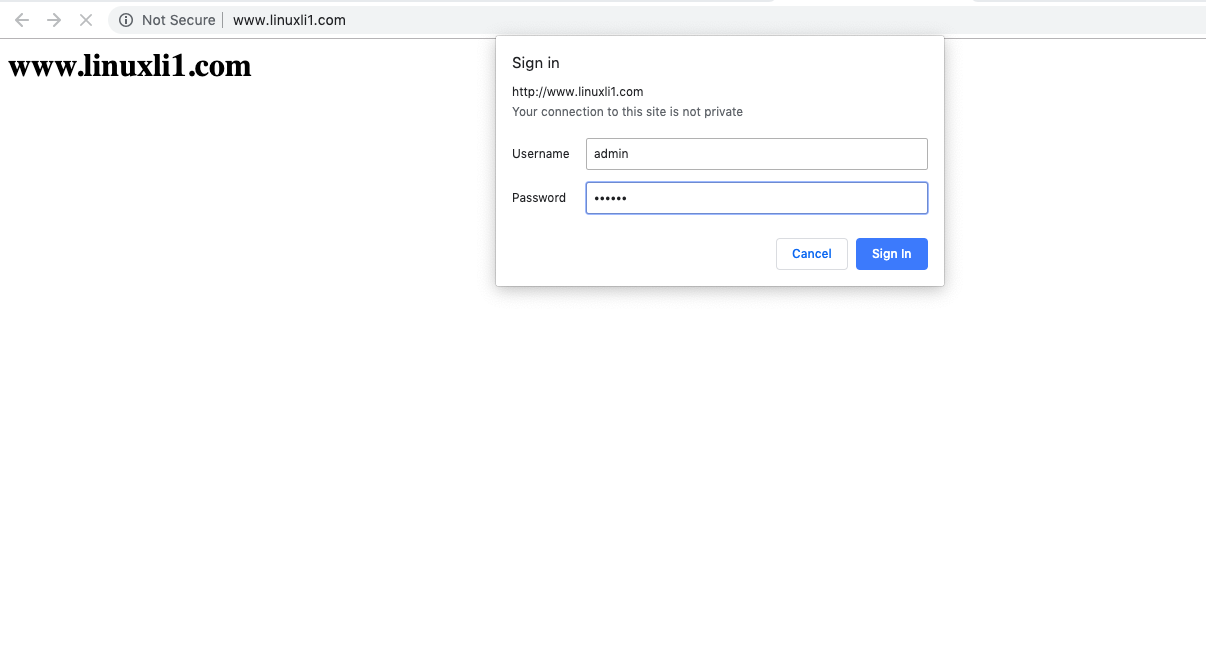 Not Secure www.linuxli1.com
www.linuxli1.com
Sign in
http://www.linuxli1.com
Your connection to this site is not private
Username admin
Password ••••••
Cancel Sign In